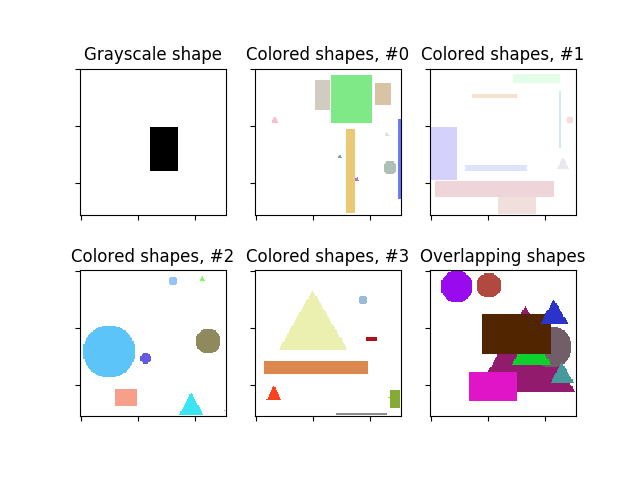 Grayscale shape
Colored shapes, #0
Colored shapes, #1
Colored shapes, #2
Colored shapes, #3
Overlapping shapes